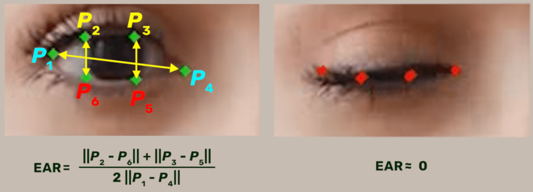 P2 P3
P1 P4
P6 P5
EAR = ||P2 - P6|| + ||P3 - P5|| / 2 ||P1 - P4||
EAR ≈ 0